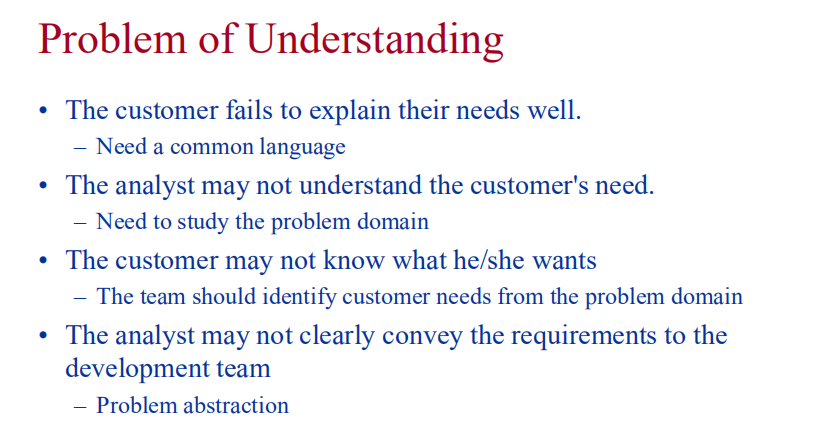 Problem of Understanding
• The customer fails to explain their needs well.
– Need a common language
• The analyst may not understand the customer's need.
– Need to study the problem domain
• The customer may not know what he/she wants
– The team should identify customer needs from the problem domain
• The analyst may not clearly convey the requirements to the
development team
– Problem abstraction